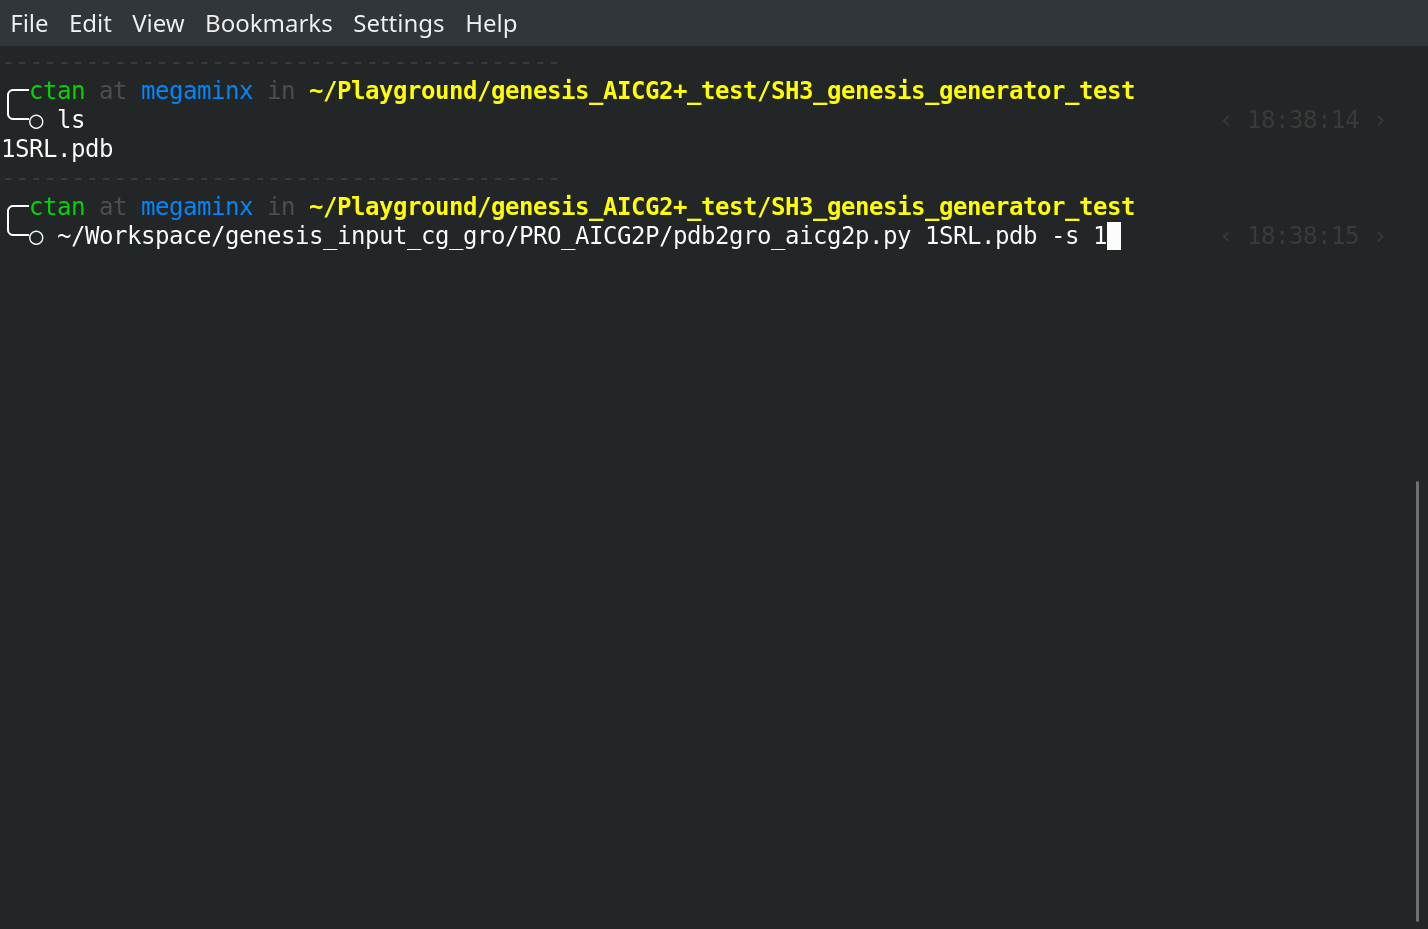 File Edit View Bookmarks Settings Help
----------------------------------------
ctan at megaminx in ~/Playground/genesis_AICG2+_test/SH3_genesis_generator_test
ls ‹ 18:38:14 ›
1SRL.pdb
----------------------------------------
ctan at megaminx in ~/Playground/genesis_AICG2+_test/SH3_genesis_generator_test
~/Workspace/genesis_input_cg_gro/PRO_AICG2P/pdb2gro_aicg2p.py 1SRL.pdb -s 1 ‹ 18:38:15 ›